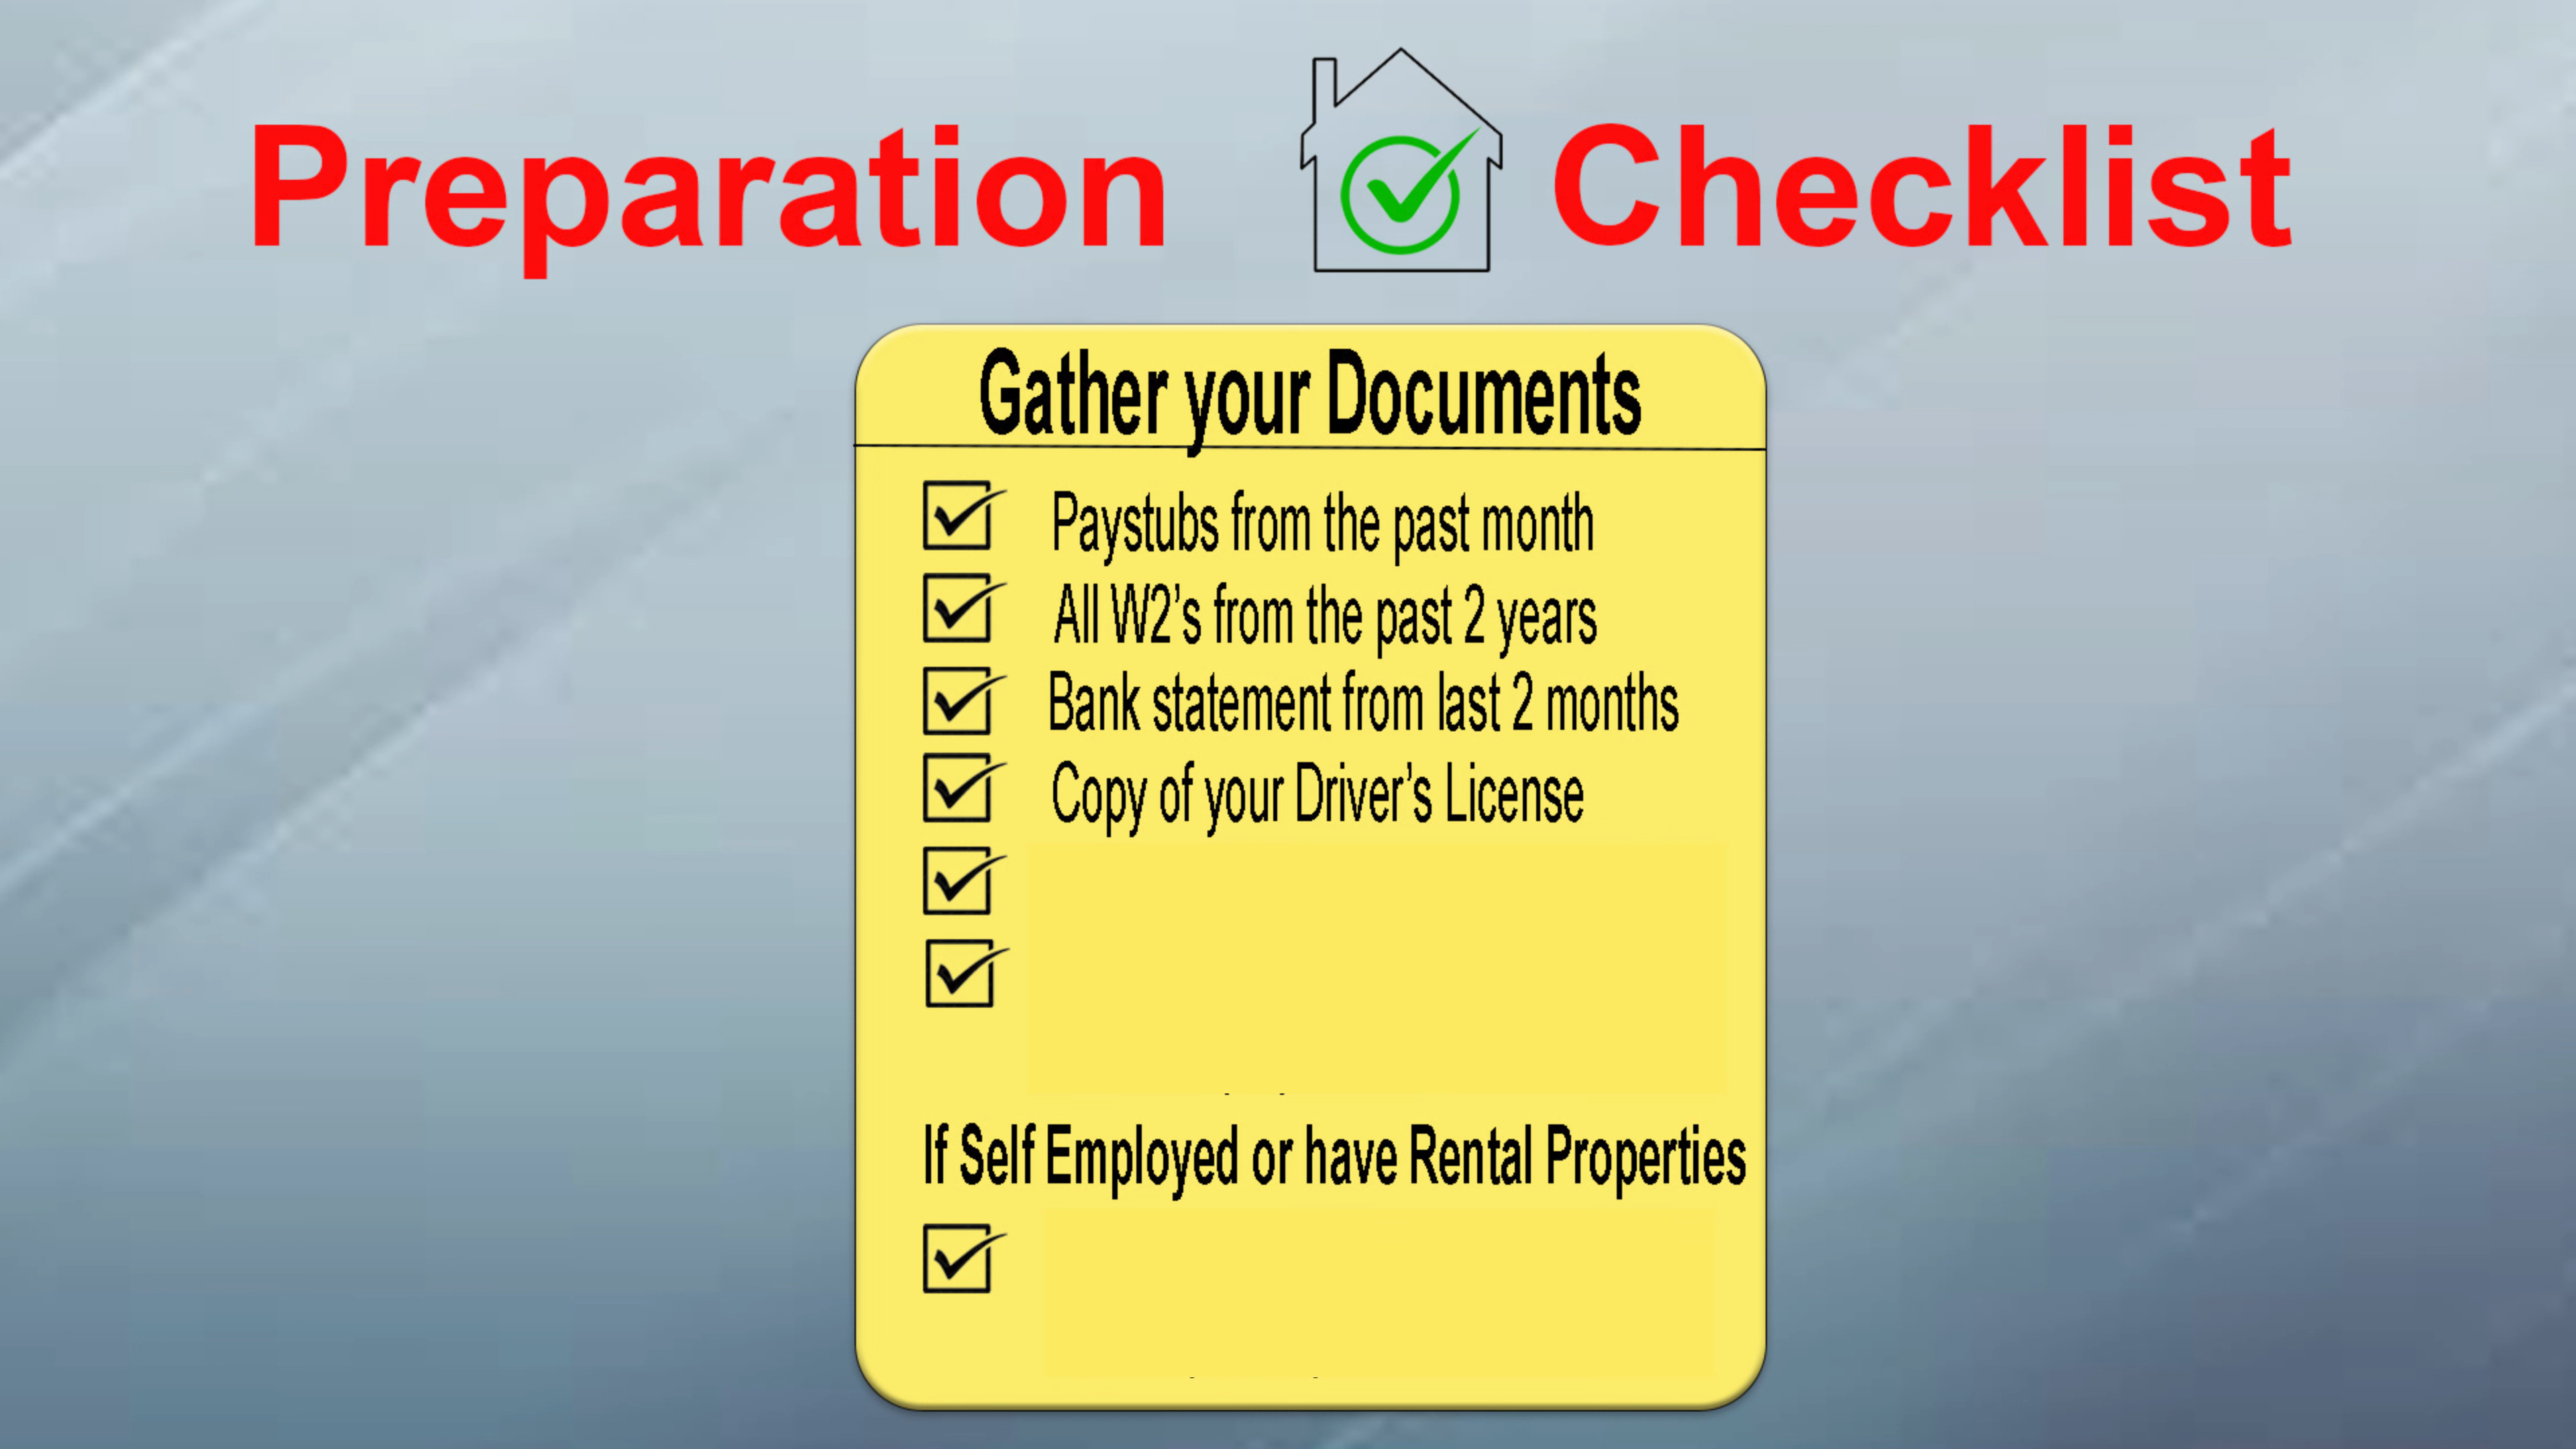 Preparation Checklist
Gather your Documents
Paystubs from the past month
All W2's from the past 2 years
Bank statement from last 2 months
Copy of your Driver's License
If Self Employed or have Rental Properties